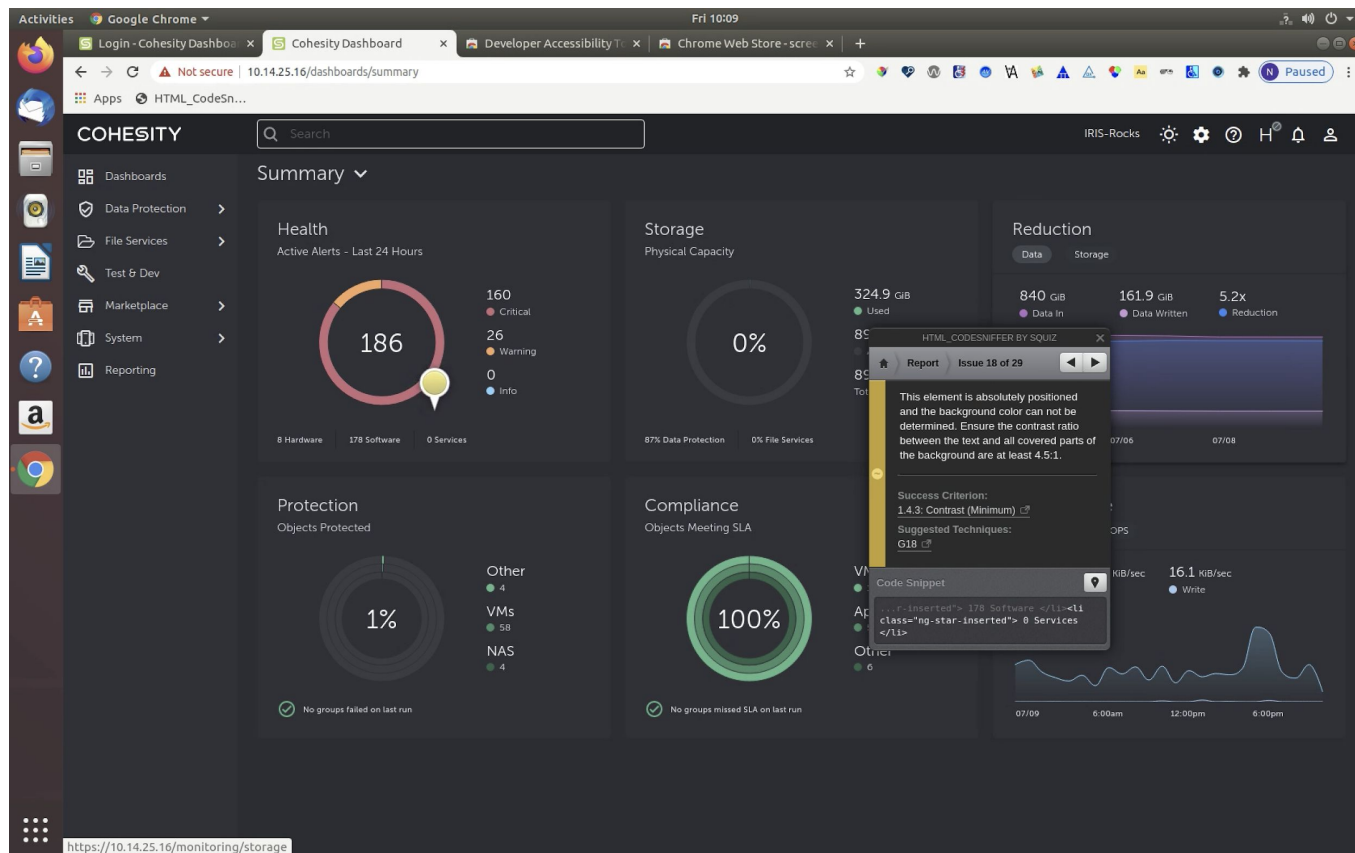 Activities
Google Chrome
Fri 10:09
Login - Cohesity Dashboa
Cohesity Dashboard
Developer Accessibility To
Chrome Web Store - scree
Not secure
10.14.25.16/dashboards/summary
N Paused
Apps
HTML_CodeSn...
COHESITY
Search
IRIS-Rocks
Dashboards
Data Protection
File Services
Test & Dev
Marketplace
System
Reporting
Summary
Health
Active Alerts - Last 24 Hours
186
160
Critical
26
Warning
0
Info
8 Hardware
178 Software
0 Services
Storage
Physical Capacity
0%
324.9 GiB
Used
89
89
Tot
87% Data Protection
0% File Services
Reduction
Data
Storage
840 GiB
Data In
161.9 GiB
Data Written
5.2x
Reduction
07/06
07/08
HTML_CODESNIFFER BY SQUIZ
Report
Issue 18 of 29
This element is absolutely positioned
and the background color can not be
determined. Ensure the contrast ratio
between the text and all covered parts of
the background are at least 4.5:1.
Success Criterion:
1.4.3: Contrast (Minimum)
Suggested Techniques:
G18
Code Snippet
...r-inserted"> 178 Software </li><li
class="ng-star-inserted"> 0 Services
</li>
Protection
Objects Protected
1%
Other
4
VMs
58
NAS
4
No groups failed on last run
Compliance
Objects Meeting SLA
100%
VM
Ap
Other
6
No groups missed SLA on last run
OPS
KiB/sec
16.1 KiB/sec
Write
07/09
6:00am
12:00pm
6:00pm
https://10.14.25.16/monitoring/storage